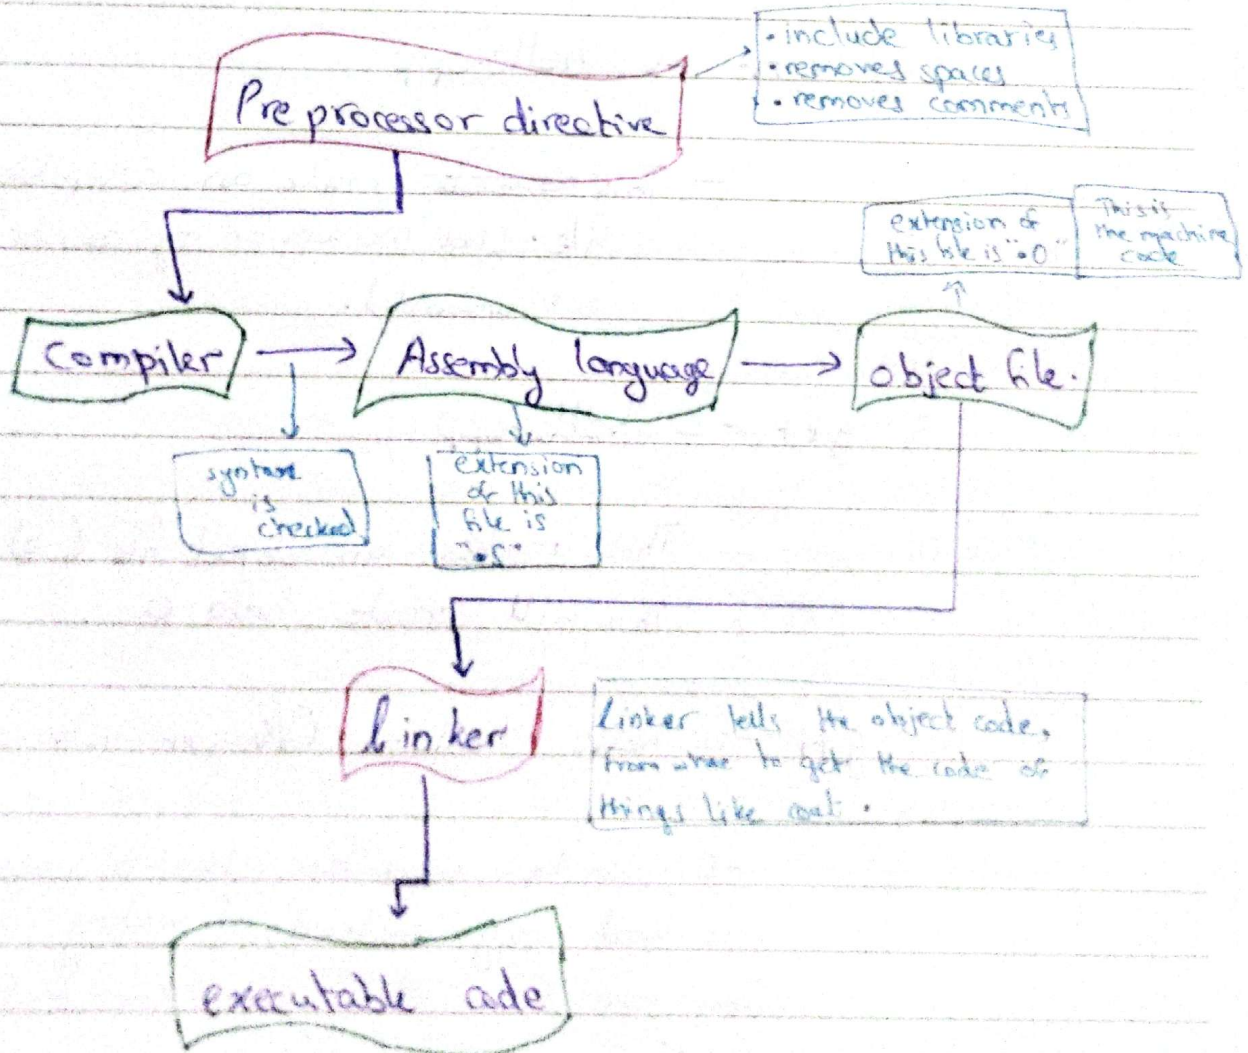 Pre processor directive
• include libraries
• removes spaces
• removes comments
extension of
this file is ".O"
This is
the machine
code
Compiler
Assembly language
object file.
syntax
is
checked
extension
of this
file is
".S"
Linker
Linker tells the object code,
from where to get the code of
things like cout.
executable code